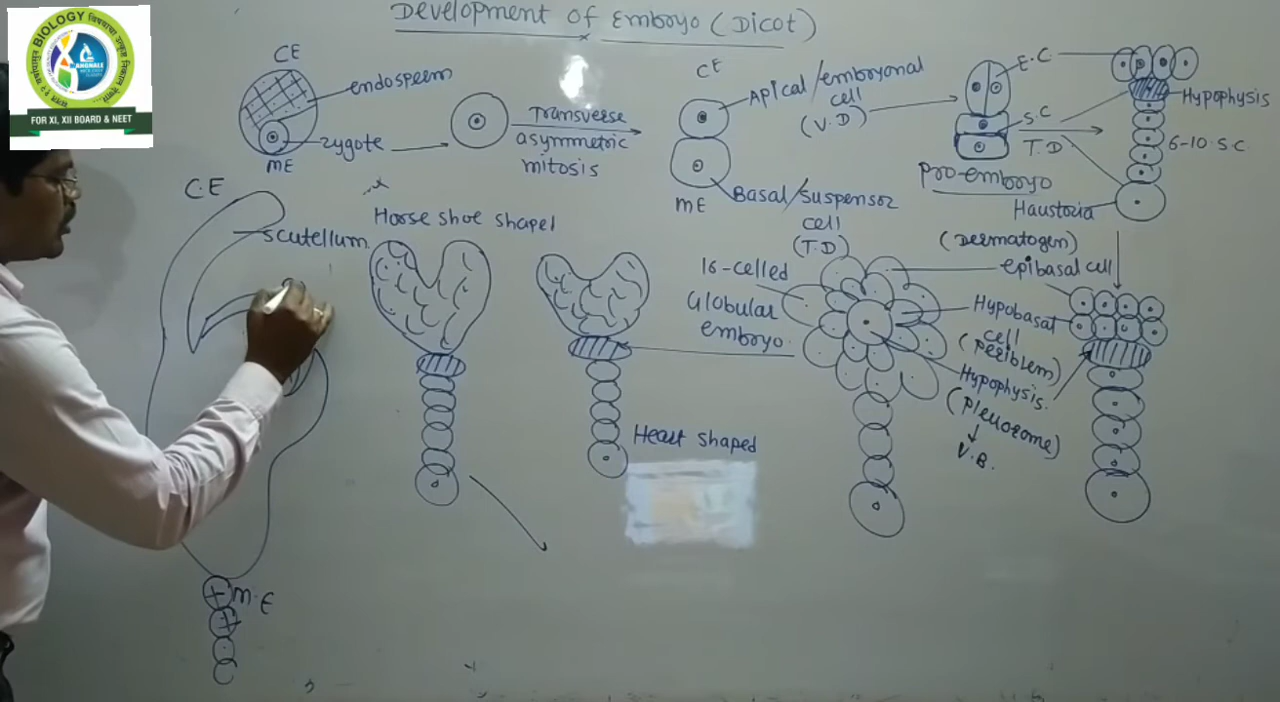 Development of Embryo (Dicot)
BIOLOGY
FOR XI, XII BOARD & NEET
CE
endosperm
zygote
ME
Transverse
asymmetric
mitosis
CE
Apical/embryonal
cell
(V.D)
ME
Basal/suspensor
cell
(T.D)
E.C
S.C
T.D
Pro-embryo
Hypophysis
6-10 S.C
Haustoria
C.E
scutellum
Horse shoe shapel
M.E
Heart shaped
16-celled
Globular
embryo
(Dermatogen)
epibasal cell
Hypobasal
cell
(Periblem)
Hypophysis.
(Pleurome)
V.B.